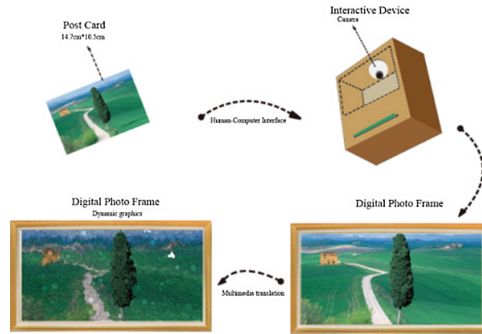 Post Card
14.7cm*10.5cm
Interactive Device
Camera
Human-Computer Interface
Digital Photo Frame
Dynamic graphics
Digital Photo Frame
Multimedia translation